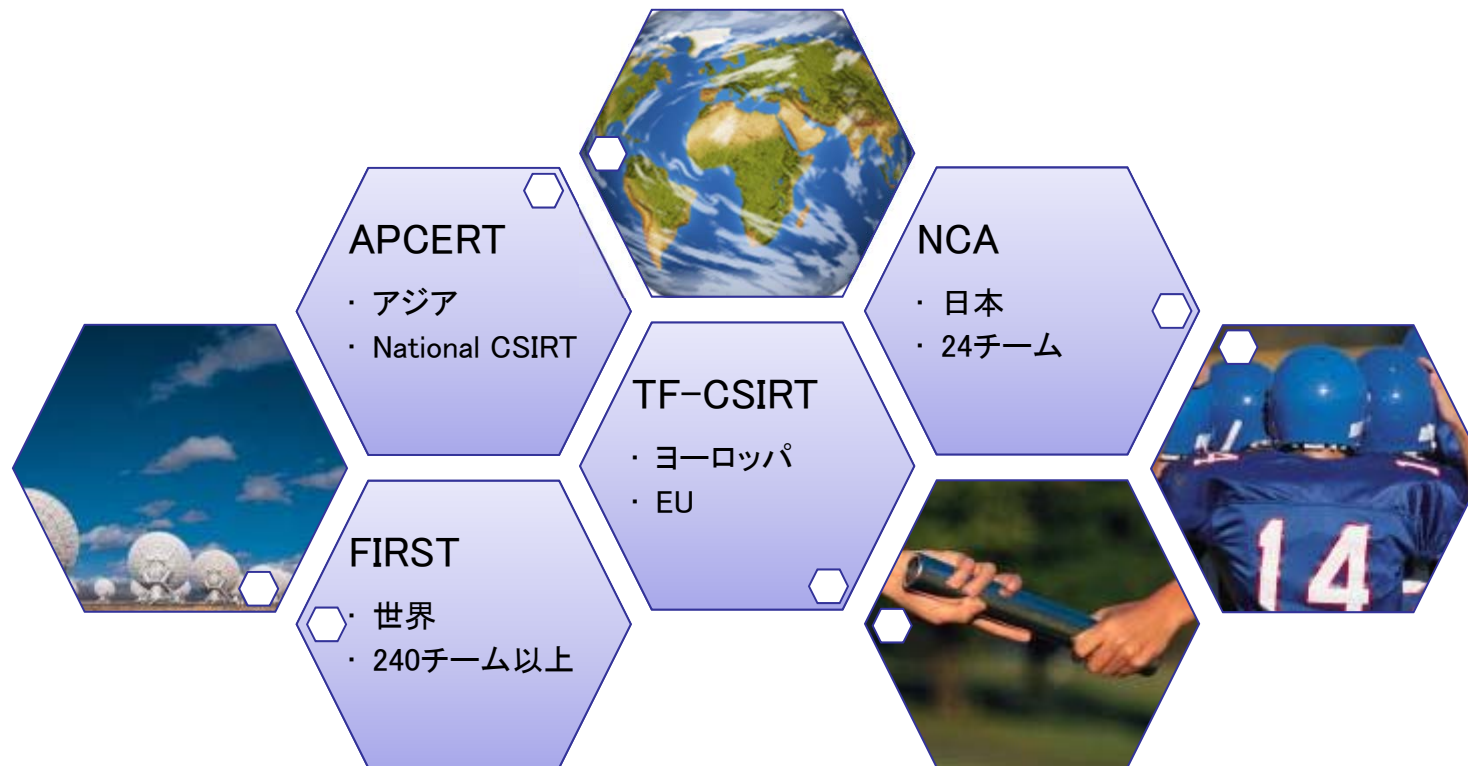 APCERT
・ アジア
・ National CSIRT
FIRST
・ 世界
・ 240チーム以上
TF-CSIRT
・ ヨーロッパ
・ EU
NCA
・ 日本
・ 24チーム
14